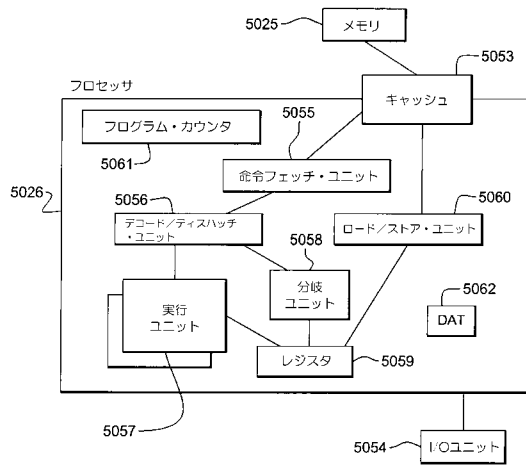 5025
メモリ
5053
プロセッサ
キャッシュ
5055
プログラム・カウンタ
5061
命令フェッチ・ユニット
5026
5056
5060
デコード/ディスパッチ
・ユニット
5058
ロード/ストア・ユニット
分岐
ユニット
5062
実行
ユニット
DAT
レジスタ
5059
5057
5054
I/Oユニット